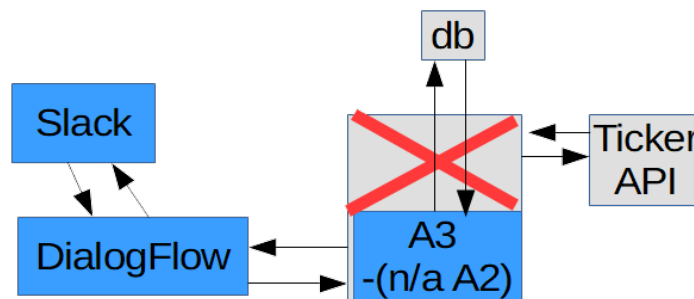 db
Slack
Ticker
API
DialogFlow
A3
-(n/a A2)